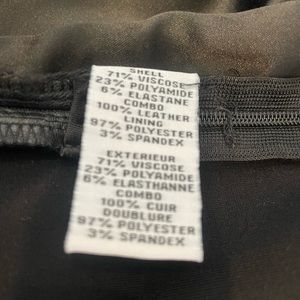 SHELL
71% VISCOSE
23% POLYAMIDE
6% ELASTANE
COMBO
100% LEATHER
LINING
97% POLYESTER
3% SPANDEX
EXTERIEUR
71% VISCOSE
23% POLYAMIDE
6% ELASTHANNE
COMBO
100% CUIR
DOUBLURE
97% POLYESTER
3% SPANDEX